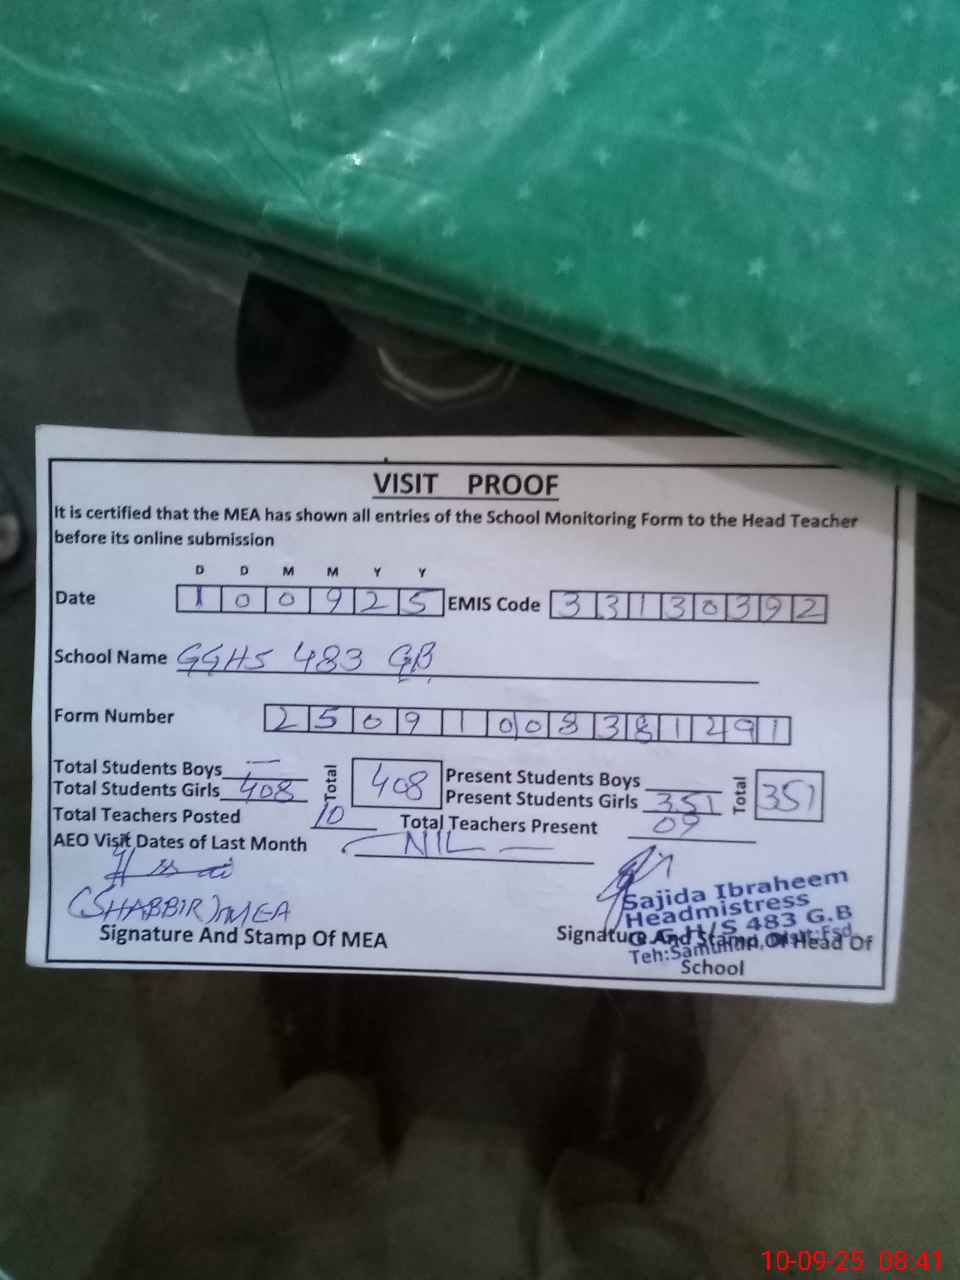 VISIT PROOF
It is certified that the MEA has shown all entries of the School Monitoring Form to the Head Teacher
before its online submission
D D M M Y Y
Date 1 0 0 9 2 5 EMIS Code 3 3 1 3 0 3 9 2
School Name GGHS 483 GB
Form Number 2 5 0 9 1 0 0 8 3 8 1 2 9 1
Total Students Boys — Total 408 Present Students Boys Total 351
Total Students Girls 408 Present Students Girls 351
Total Teachers Posted 10 Total Teachers Present 09
AEO Visit Dates of Last Month NIL —
(SHABBIR) MEA
Signature And Stamp Of MEA
Sajida Ibraheem
Headmistress
G.G.H/S 483 G.B
Teh:Samundri, Distt:Fsd.
Signature And Stamp Of Head Of
School
10-09-25 08:41